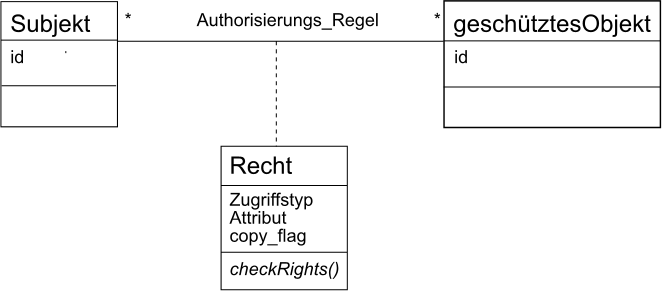 Subjekt
id
*
Authorisierungs_Regel
*
geschütztesObjekt
id
Recht
Zugriffstyp
Attribut
copy_flag
checkRights()